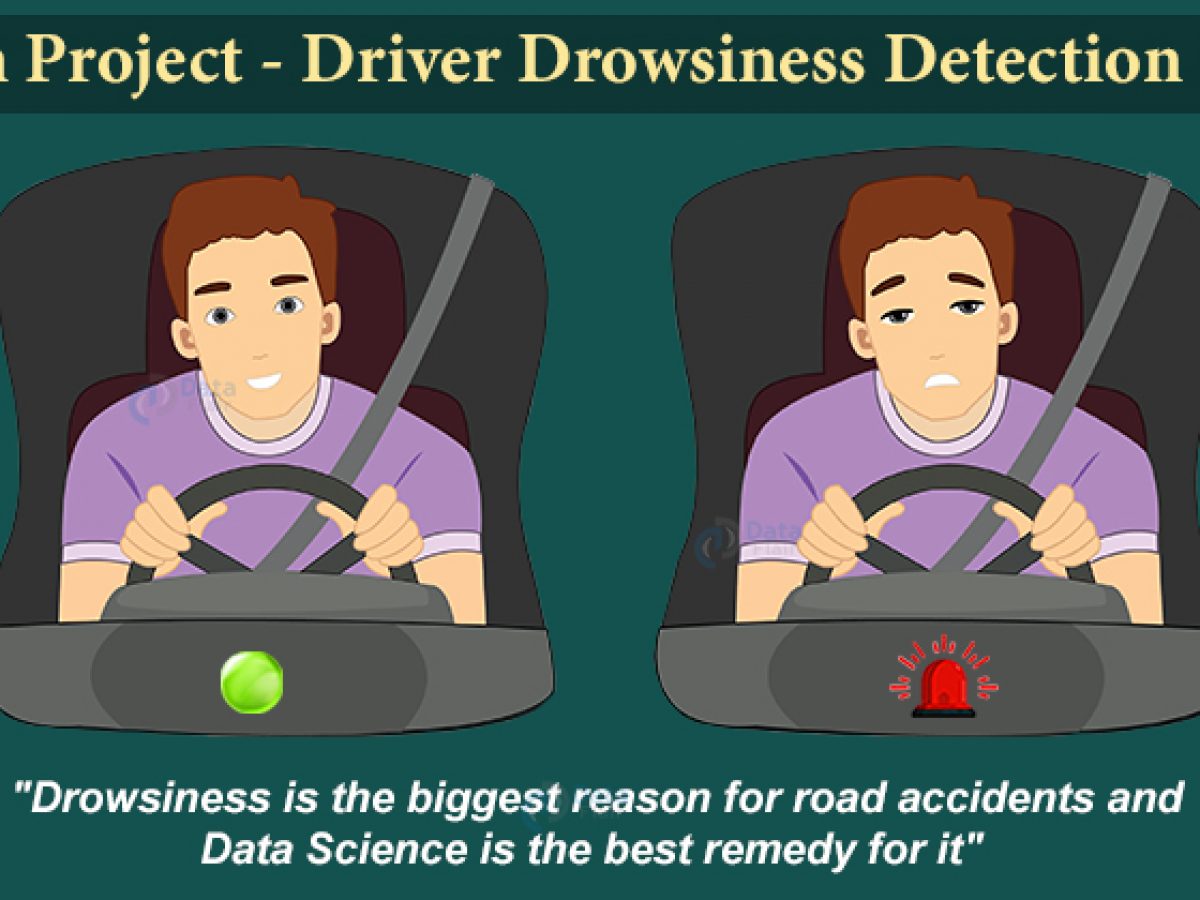 n Project - Driver Drowsiness Detection
Data
Data
Flair
"Drowsiness is the biggest reason for road accidents and
Data Science is the best remedy for it"